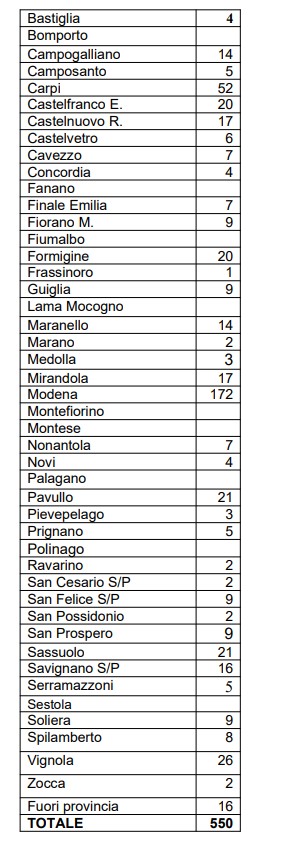 Bastiglia 4
Bomporto
Campogalliano 14
Camposanto 5
Carpi 52
Castelfranco E. 20
Castelnuovo R. 17
Castelvetro 6
Cavezzo 7
Concordia 4
Fanano
Finale Emilia 7
Fiorano M. 9
Fiumalbo
Formigine 20
Frassinoro 1
Guiglia 9
Lama Mocogno
Maranello 14
Marano 2
Medolla 3
Mirandola 17
Modena 172
Montefiorino
Montese
Nonantola 7
Novi 4
Palagano
Pavullo 21
Pievepelago 3
Prignano 5
Polinago
Ravarino 2
San Cesario S/P 2
San Felice S/P 9
San Possidonio 2
San Prospero 9
Sassuolo 21
Savignano S/P 16
Serramazzoni 5
Sestola
Soliera 9
Spilamberto 8
Vignola 26
Zocca 2
Fuori provincia 16
TOTALE 550